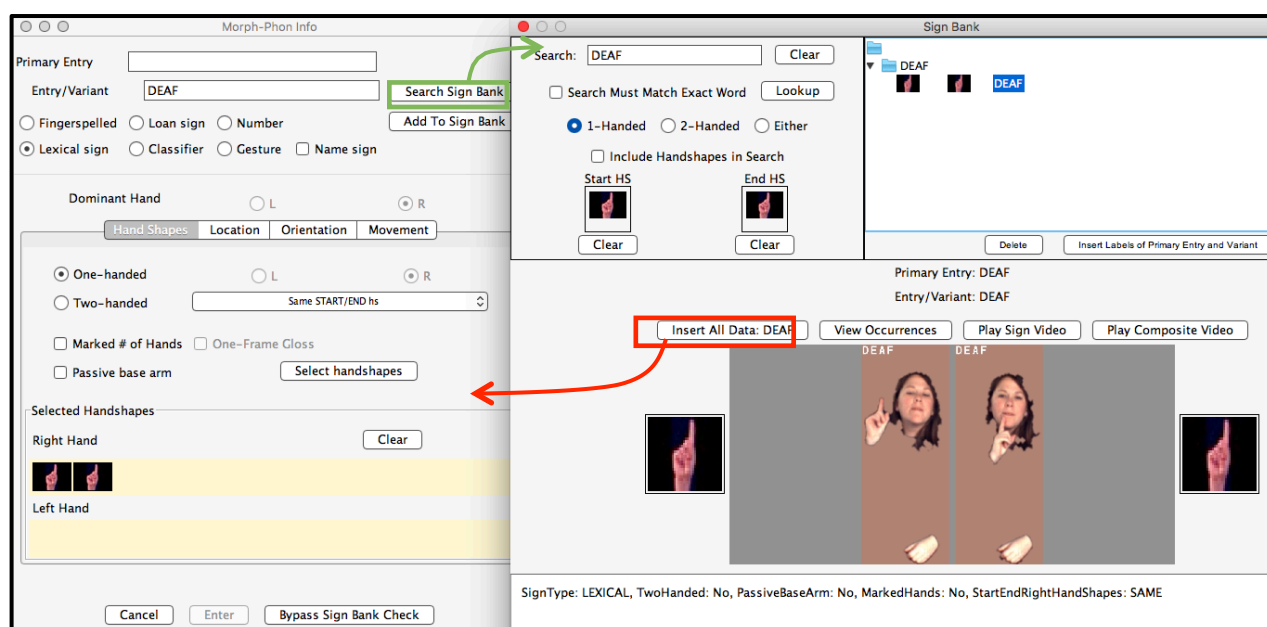 Morph-Phon Info
Primary Entry
Entry/Variant DEAF Search Sign Bank
Fingerspelled Loan sign Number Add To Sign Bank
Lexical sign Classifier Gesture Name sign
Dominant Hand L R
Hand Shapes Location Orientation Movement
One-handed L R
Two-handed Same START/END hs
Marked # of Hands One-Frame Gloss
Passive base arm Select handshapes
Selected Handshapes
Right Hand Clear
Left Hand
Cancel Enter Bypass Sign Bank Check
Sign Bank
Search: DEAF Clear
Search Must Match Exact Word Lookup
1-Handed 2-Handed Either
Include Handshapes in Search
Start HS End HS
Clear Clear
DEAF
DEAF
Delete Insert Labels of Primary Entry and Variant
Primary Entry: DEAF
Entry/Variant: DEAF
Insert All Data: DEAF View Occurrences Play Sign Video Play Composite Video
DEAF DEAF
SignType: LEXICAL, TwoHanded: No, PassiveBaseArm: No, MarkedHands: No, StartEndRightHandShapes: SAME